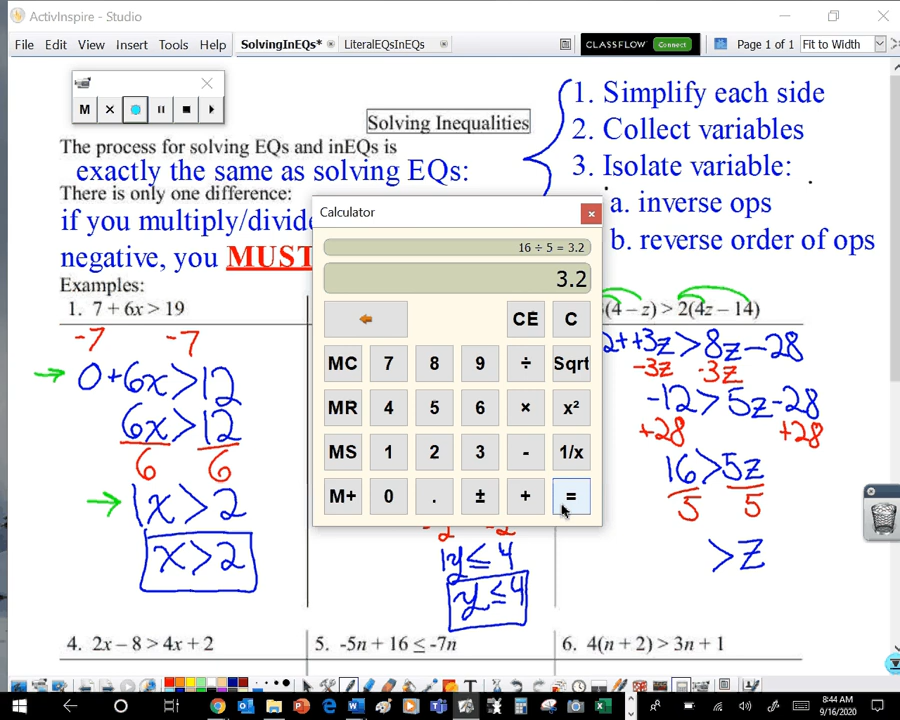 ActivInspire - Studio
File Edit View Insert Tools Help SolvingInEQs* LiteralEQsInEQs CLASSFLOW Connect Page 1 of 1 Fit to Width
M
Solving Inequalities
The process for solving EQs and inEQs is
exactly the same as solving EQs:
There is only one difference:
if you multiply/divide
negative, you MUST
1. Simplify each side
2. Collect variables
3. Isolate variable:
a. inverse ops
b. reverse order of ops
Examples:
1. 7 + 6x > 19
-7 -7
0+6x>12
6x>12
6 6
1x>2
x>2
Calculator
16 ÷ 5 = 3.2
3.2
CE C
MC 7 8 9 ÷ Sqrt
MR 4 5 6 × x²
MS 1 2 3 - 1/x
M+ 0 . ± + =
-2 -2
1y≤4
y≤4
(4 – z) > 2(4z – 14)
2++3z>8z-28
-3z -3z
-12>5z-28
+28 +28
16>5z
5 5
>z
4. 2x – 8 > 4x + 2
5. -5n + 16 ≤ -7n
6. 4(n + 2) > 3n + 1
8:44 AM
9/16/2020